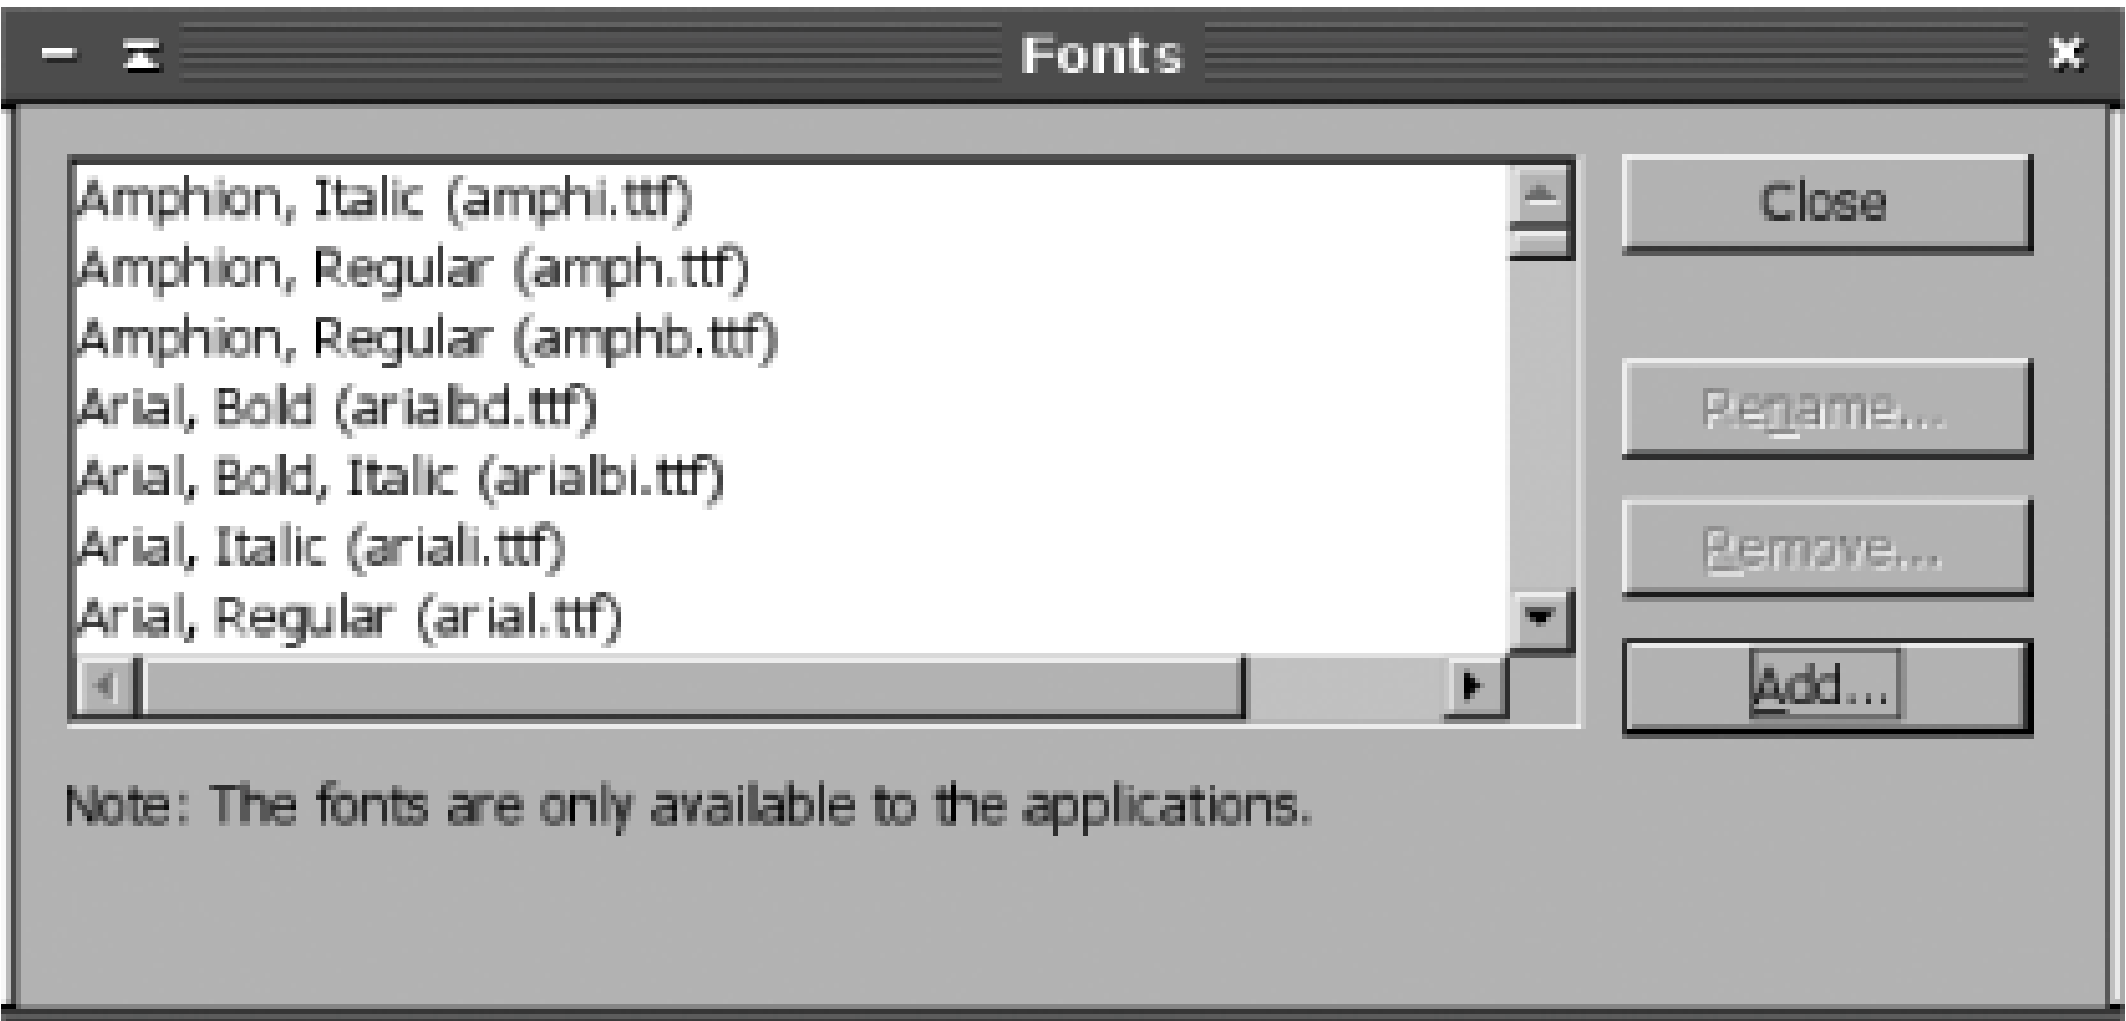 Fonts
Amphion, Italic (amphi.ttf)
Amphion, Regular (amph.ttf)
Amphion, Regular (amphb.ttf)
Arial, Bold (arialbd.ttf)
Arial, Bold, Italic (arialbi.ttf)
Arial, Italic (ariali.ttf)
Arial, Regular (arial.ttf)
Close
Rename...
Remove...
Add...
Note: The fonts are only available to the applications.